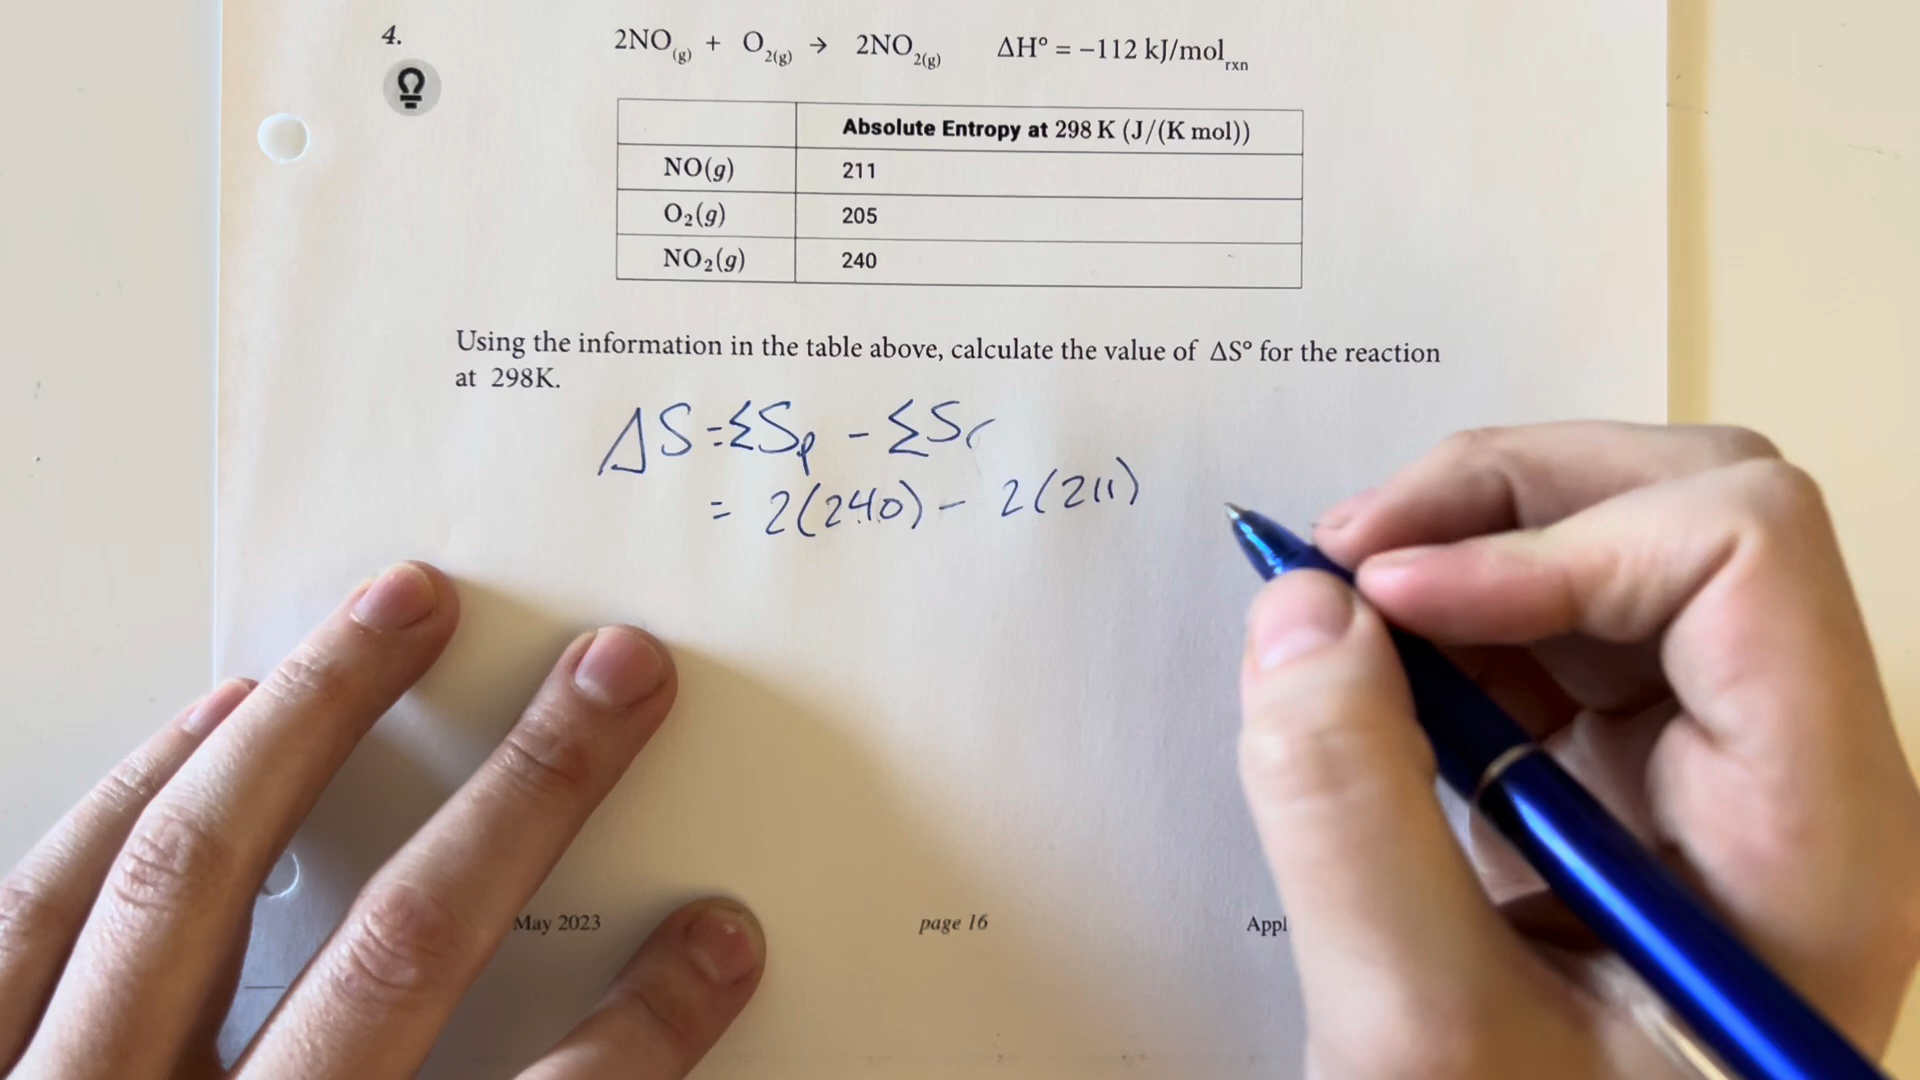 4.
2NO(g) + O2(g) → 2NO2(g) ΔH° = −112 kJ/molrxn
Absolute Entropy at 298 K (J/(K mol))
NO(g) 211
O2(g) 205
NO2(g) 240
Using the information in the table above, calculate the value of ΔS° for the reaction
at 298K.
ΔS = ΣSp − ΣSr
= 2(240) − 2(211)
May 2023 page 16 Appl